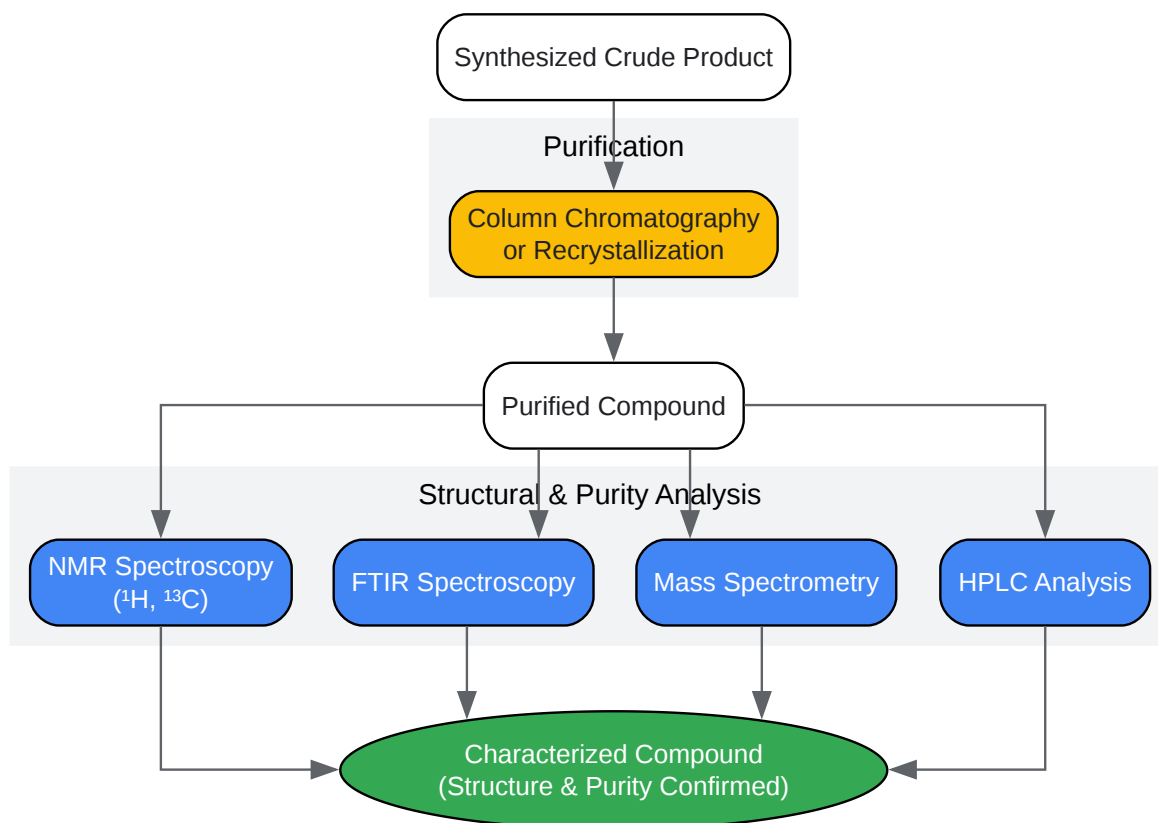 Synthesized Crude Product
Purification
Column Chromatography
or Recrystallization
Purified Compound
Structural & Purity Analysis
NMR Spectroscopy
(¹H, ¹³C)
FTIR Spectroscopy
Mass Spectrometry
HPLC Analysis
Characterized Compound
(Structure & Purity Confirmed)